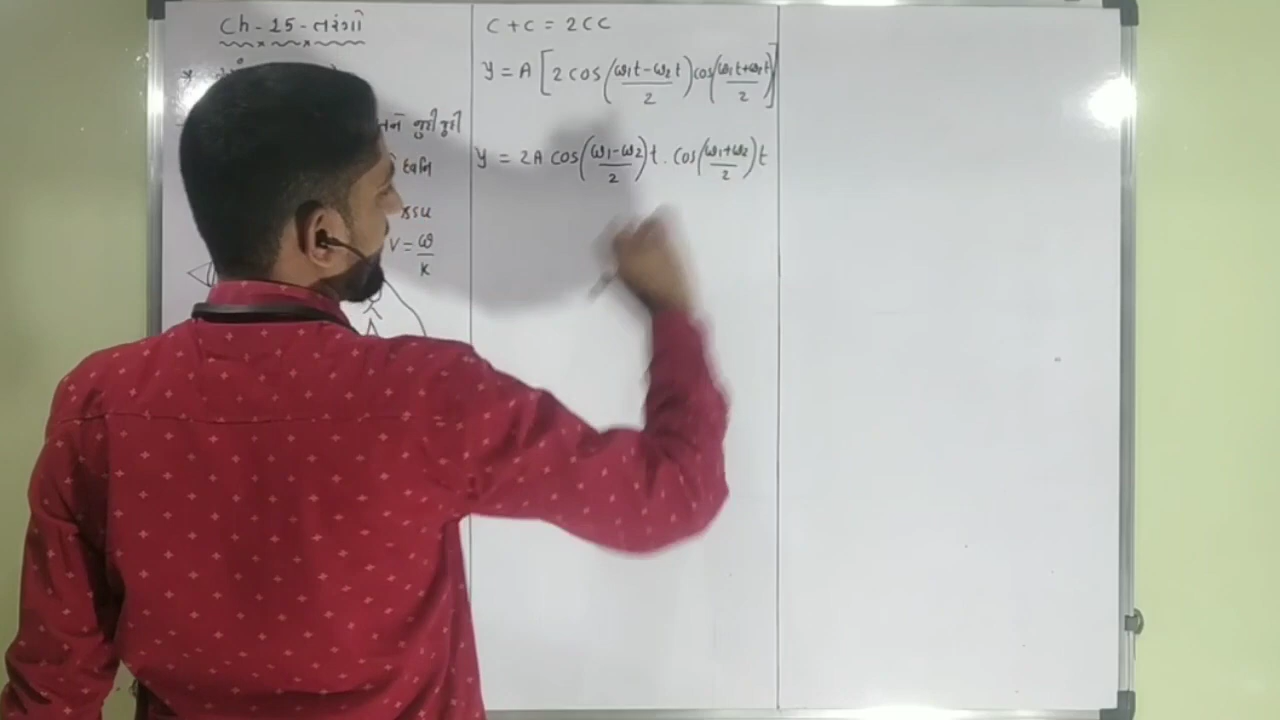 Ch - 15 - તરંગો
જુદી જુદી
ધ્વનિ
V = ω/k
C + C = 2CC
y = A [2 cos(ω₁t - ω₂t / 2) cos(ω₁t + ω₂t / 2)]
y = 2A cos(ω₁ - ω₂ / 2)t . cos(ω₁ + ω₂ / 2)t